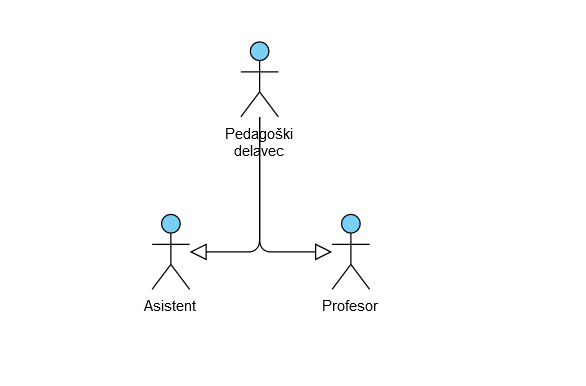 Pedagoški
delavec
Asistent
Profesor